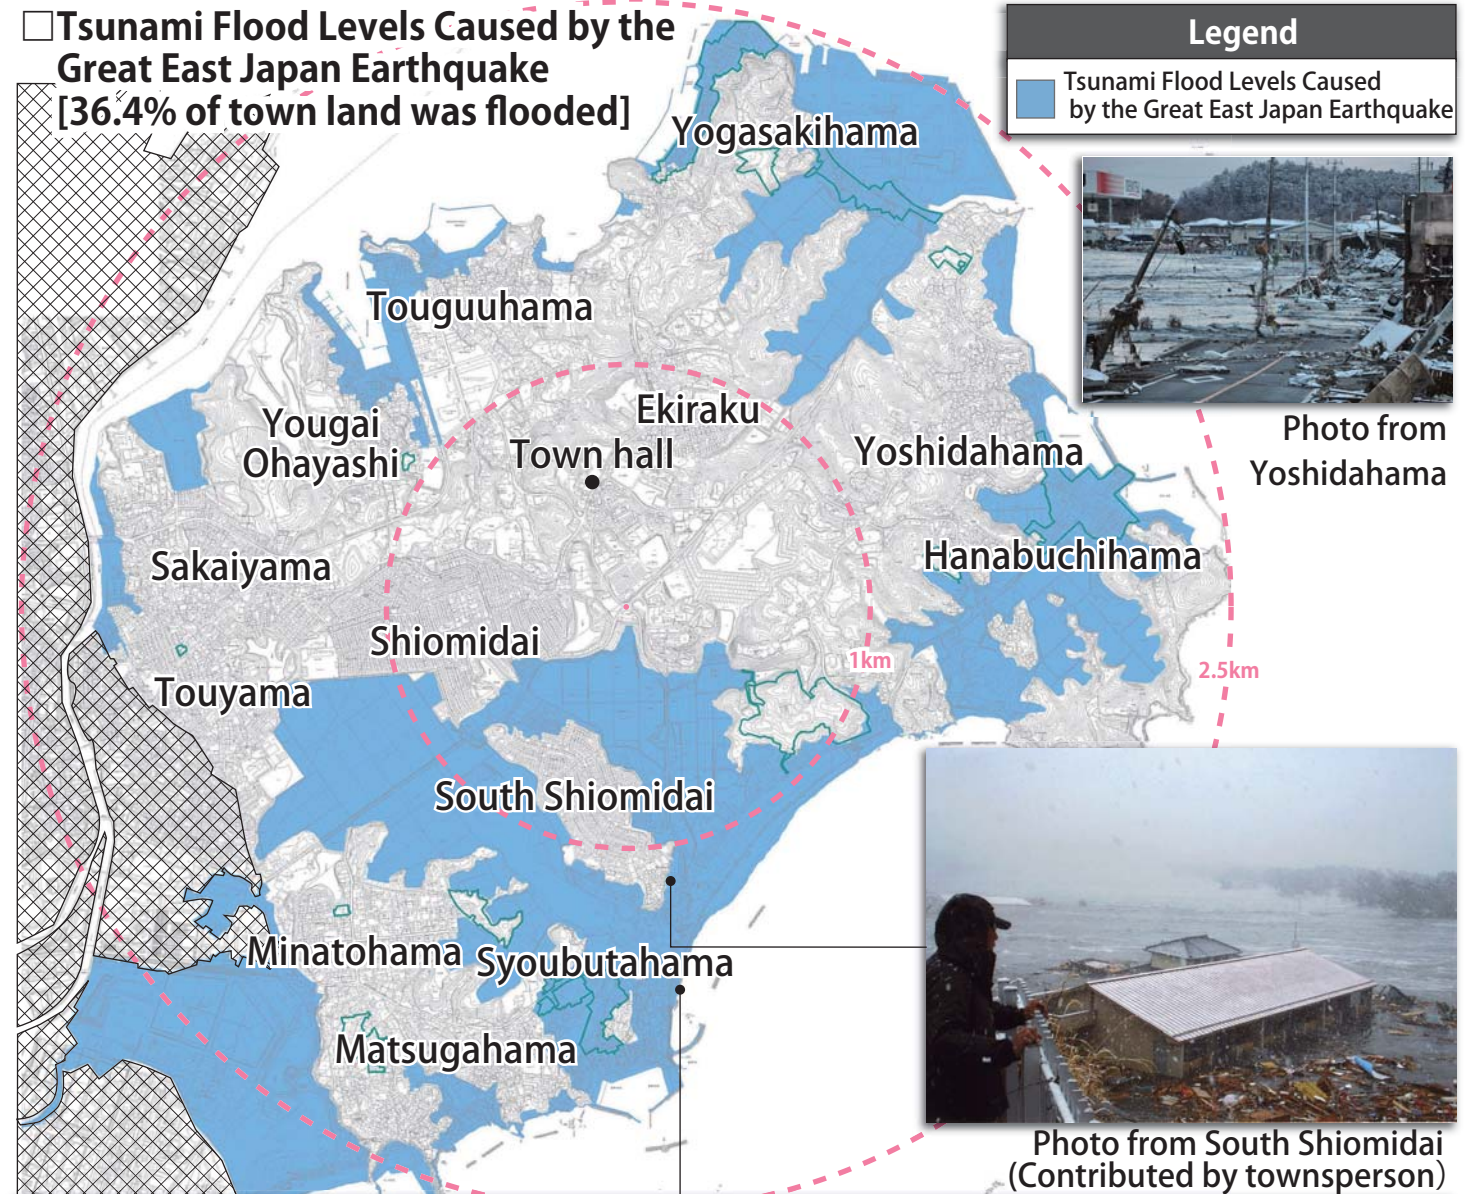 □Tsunami Flood Levels Caused by the
Great East Japan Earthquake
[36.4% of town land was flooded]
Legend
Tsunami Flood Levels Caused
by the Great East Japan Earthquake
Yogasakihama
Touguuhama
Ekiraku
Yougai
Ohayashi
Town hall
Yoshidahama
Photo from
Yoshidahama
Sakaiyama
Hanabuchihama
Shiomidai
1km
2.5km
Touyama
South Shiomidai
Minatohama
Syoubutahama
Matsugahama
Photo from South Shiomidai
(Contributed by townsperson)